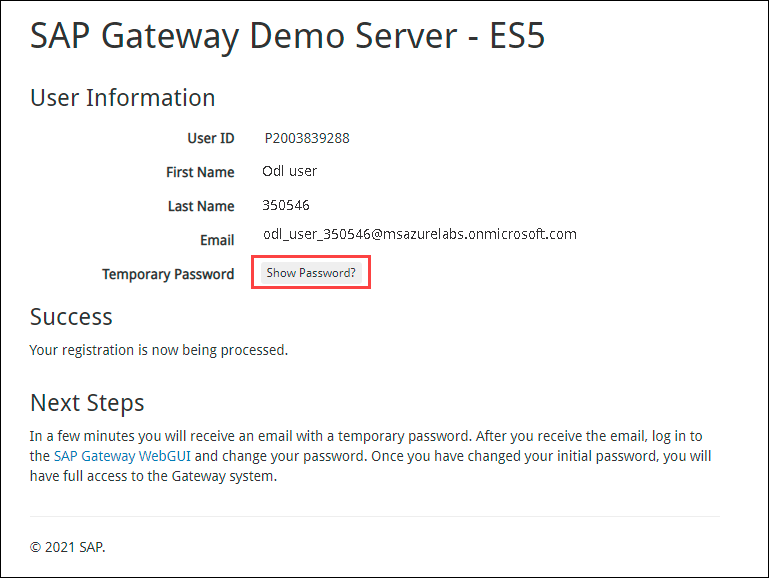 SAP Gateway Demo Server - ES5
User Information
User ID P2003839288
First Name Odl user
Last Name 350546
Email odl_user_350546@msazurelabs.onmicrosoft.com
Temporary Password Show Password?
Success
Your registration is now being processed.
Next Steps
In a few minutes you will receive an email with a temporary password. After you receive the email, log in to
the SAP Gateway WebGUI and change your password. Once you have changed your initial password, you will
have full access to the Gateway system.
© 2021 SAP.